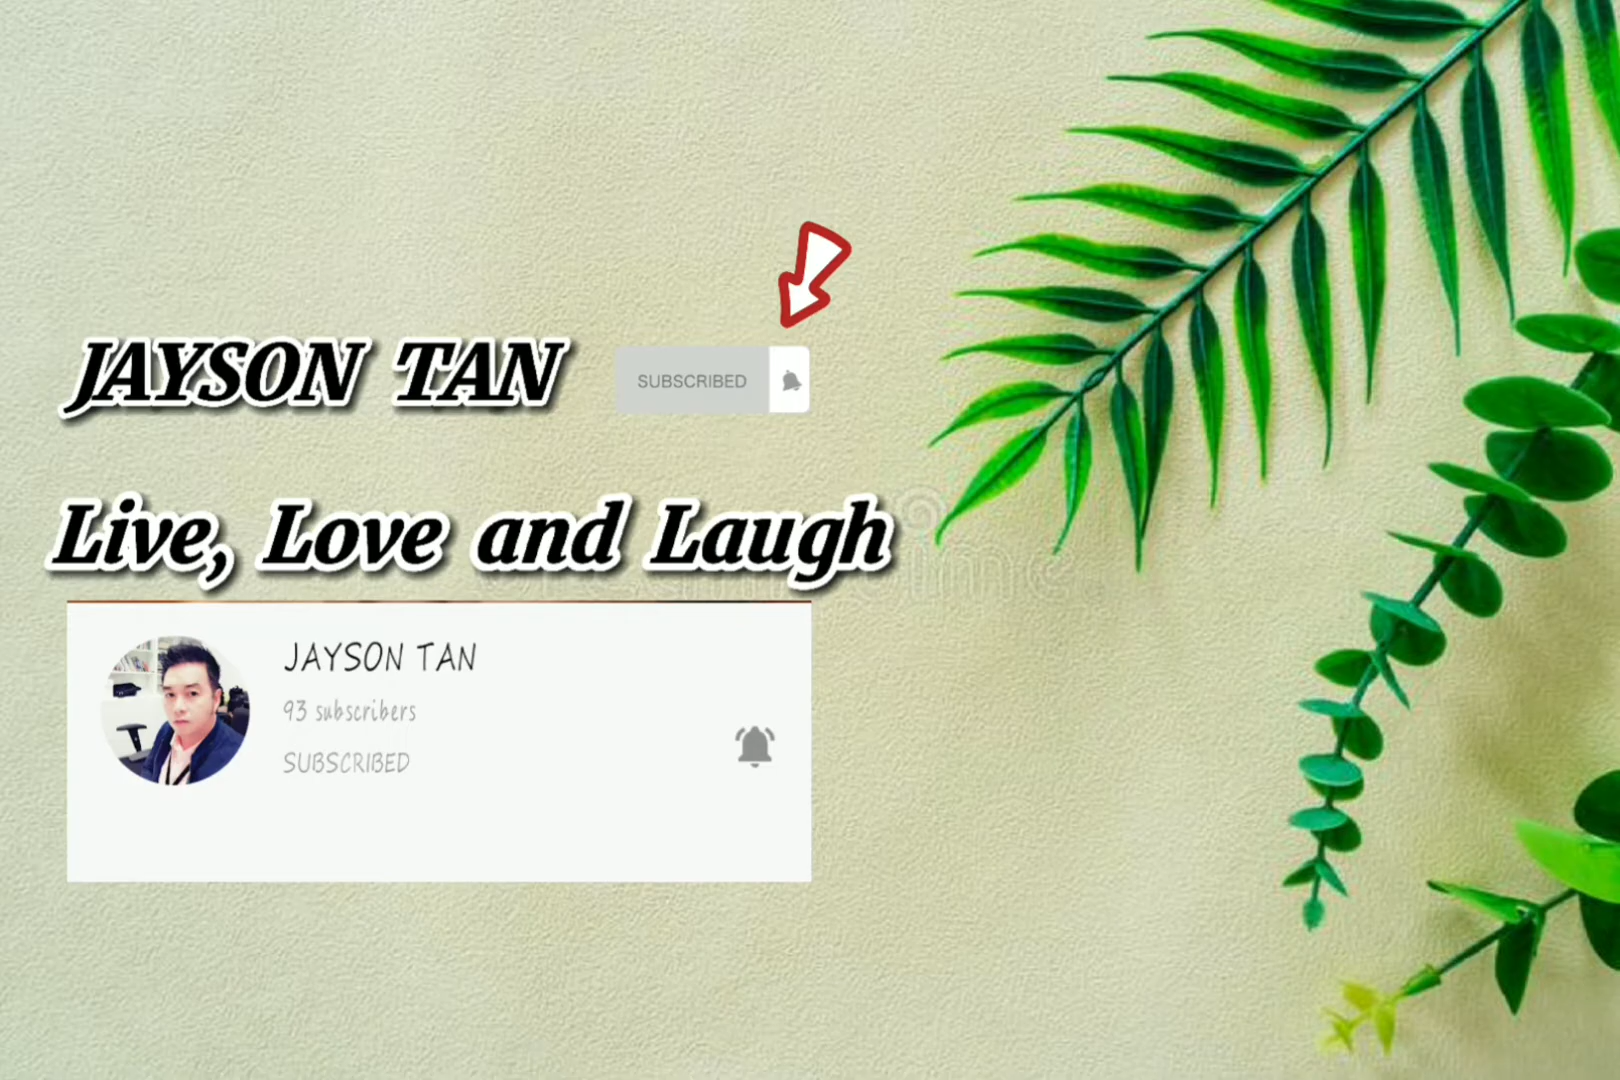 JAYSON TAN
SUBSCRIBED
Live, Love and Laugh
JAYSON TAN
93 subscribers
SUBSCRIBED